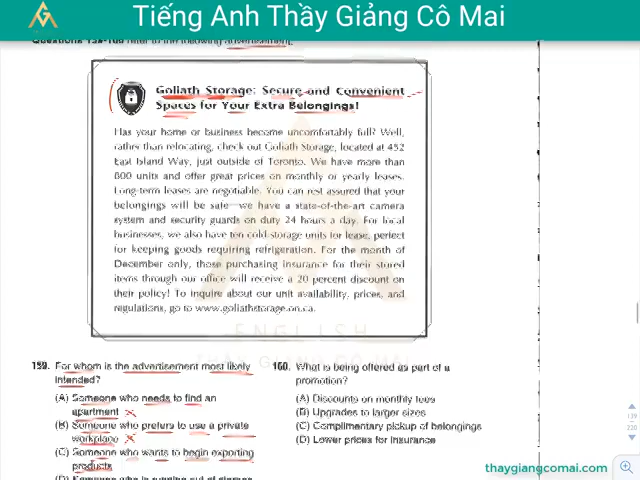 Tiếng Anh Thầy Giảng Cô Mai
refer to the following advertisement.
Goliath Storage: Secure and Convenient
Spaces for Your Extra Belongings!
Has your home or business become uncomfortably full? Well,
rather than relocating, check out Goliath Storage, located at 452
East Island Way, just outside of Toronto. We have more than
800 units and offer great prices on monthly or yearly leases.
Long-term leases are negotiable. You can rest assured that your
belongings will be safe—we have a state-of-the-art camera
system and security guards on duty 24 hours a day. For local
businesses, we also have ten cold-storage units for lease, perfect
for keeping goods requiring refrigeration. For the month of
December only, those purchasing insurance for their stored
items through our office will receive a 20 percent discount on
their policy! To inquire about our unit availability, prices, and
regulations, go to www.goliathstorage.on.ca.
ENGLISH
159. For whom is the advertisement most likely
intended?
(A) Someone who needs to find an
apartment
(B) Someone who prefers to use a private
workplace
(C) Someone who wants to begin exporting
products
160. What is being offered as part of a
promotion?
(A) Discounts on monthly fees
(B) Upgrades to larger sizes
(C) Complimentary pickup of belongings
(D) Lower prices for insurance
139
220
thaygiangcomai.com